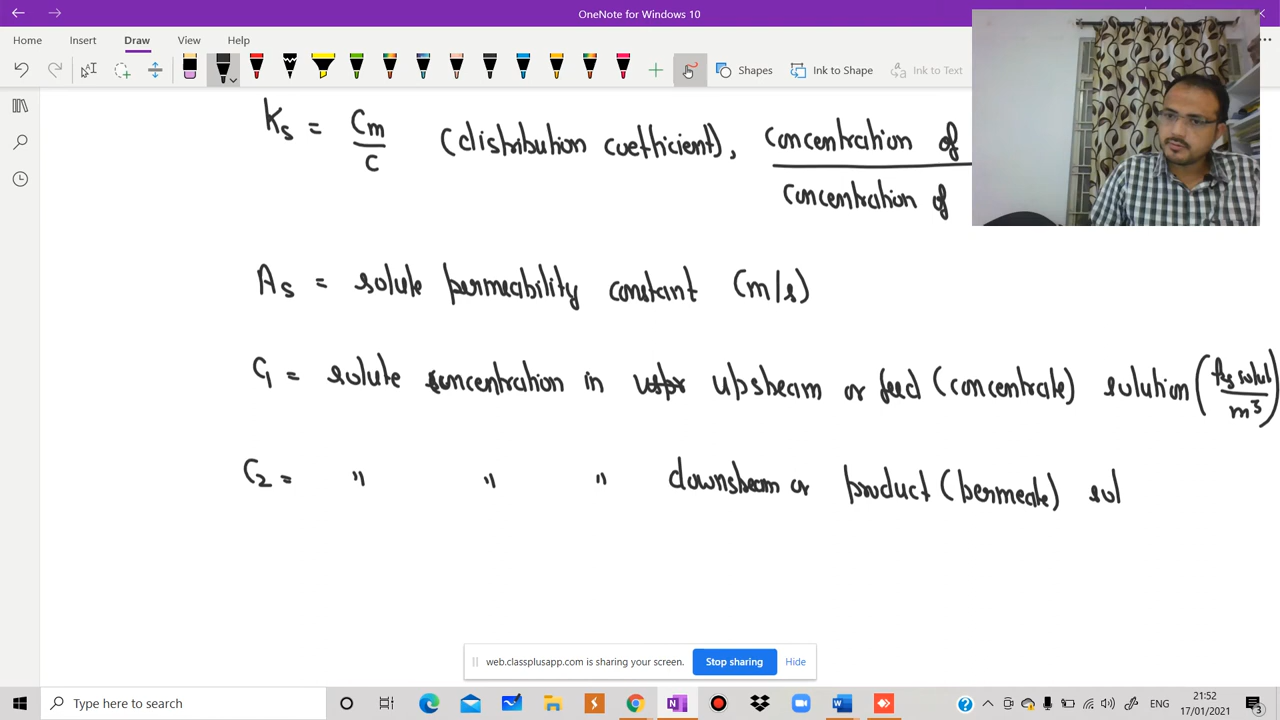 OneNote for Windows 10
Home Insert Draw View Help
Shapes Ink to Shape Ink to Text
Ks = Cm/C (distribution coefficient), concentration of
concentration of
As = solute permeability constant (m/s)
C1 = solute concentration in upstream or feed (concentrate) solution (kg solut/m³)
C2 = " " " downstream or product (permeate) sol
web.classplusapp.com is sharing your screen. Stop sharing Hide
Type here to search
ENG
21:52
17/01/2021
3